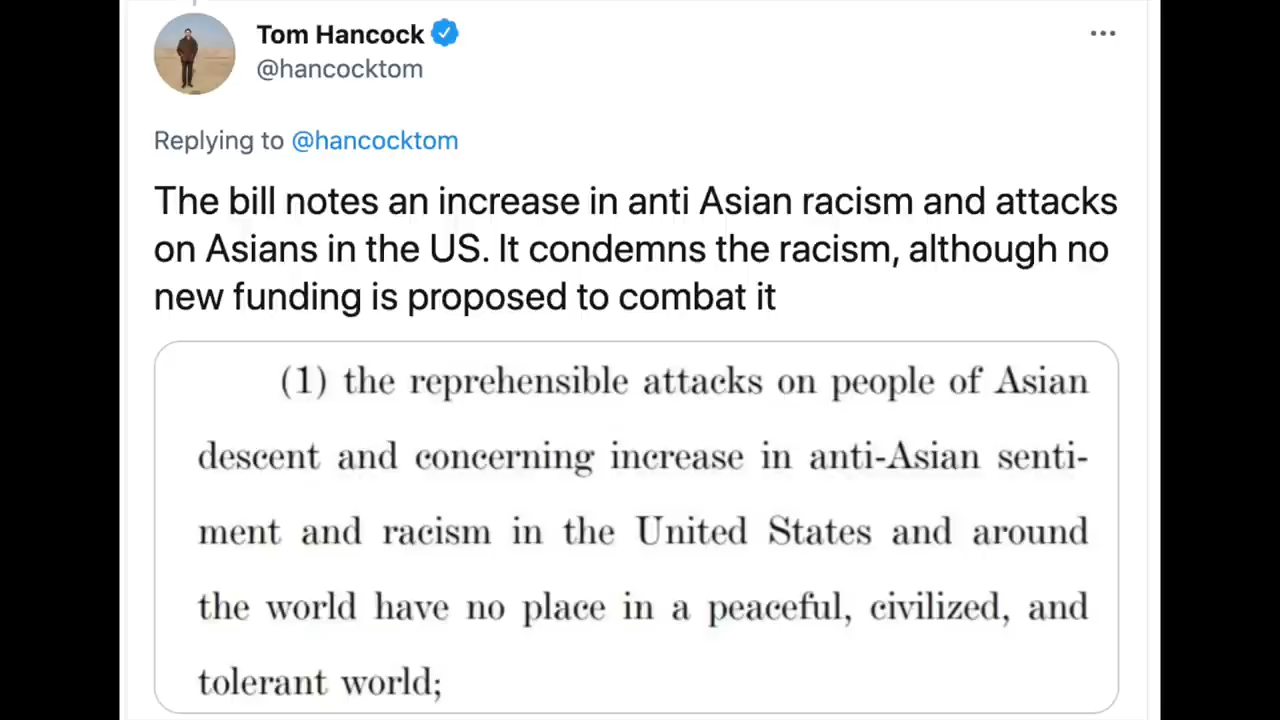 Tom Hancock
@hancocktom
Replying to @hancocktom
The bill notes an increase in anti Asian racism and attacks
on Asians in the US. It condemns the racism, although no
new funding is proposed to combat it
(1) the reprehensible attacks on people of Asian
descent and concerning increase in anti-Asian senti-
ment and racism in the United States and around
the world have no place in a peaceful, civilized, and
tolerant world;